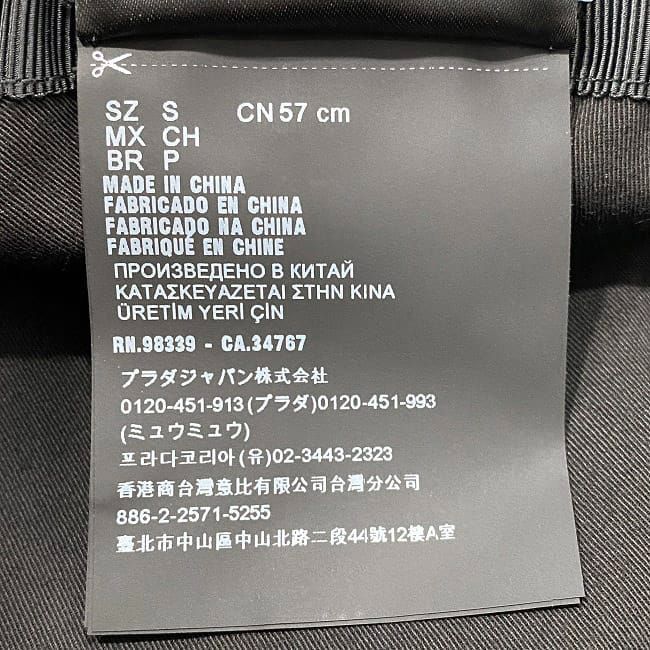 SZ S CN 57 cm
MX CH
BR P
MADE IN CHINA
FABRICADO EN CHINA
FABRICADO NA CHINA
FABRIQUÉ EN CHINE
ПРОИЗВЕДЕНО В КИТАЙ
ΚΑΤΑΣΚΕΥΑΖΕΤΑΙ ΣΤΗΝ ΚΙΝΑ
ÜRETİM YERİ ÇİN
RN.98339 - CA.34767
プラダジャパン株式会社
0120-451-913(プラダ)0120-451-993
(ミュウミュウ)
프라다코리아(유)02-3443-2323
香港商台灣意比有限公司台灣分公司
886-2-2571-5255
臺北市中山區中山北路二段44號12樓A室